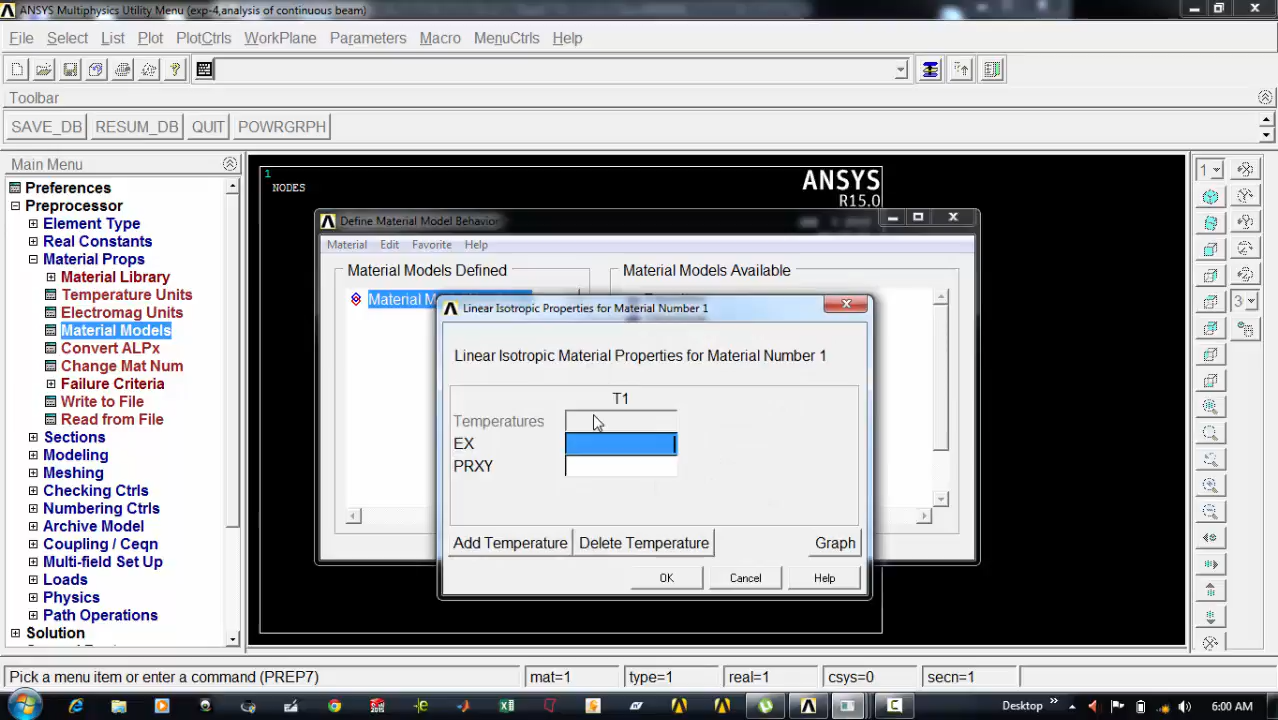 ANSYS Multiphysics Utility Menu (exp-4,analysis of continuous beam)
File Select List Plot PlotCtrls WorkPlane Parameters Macro MenuCtrls Help
Toolbar
SAVE_DB RESUM_DB QUIT POWRGRPH
Main Menu
Preferences
Preprocessor
Element Type
Real Constants
Material Props
Material Library
Temperature Units
Electromag Units
Material Models
Convert ALPx
Change Mat Num
Failure Criteria
Write to File
Read from File
Sections
Modeling
Meshing
Checking Ctrls
Numbering Ctrls
Archive Model
Coupling / Ceqn
Multi-field Set Up
Loads
Physics
Path Operations
Solution
1
NODES
ANSYS
R15.0
Define Material Model Behavior
Material Edit Favorite Help
Material Models Defined
Material Models Available
Linear Isotropic Properties for Material Number 1
Linear Isotropic Material Properties for Material Number 1
T1
Temperatures
EX
PRXY
Add Temperature Delete Temperature Graph
OK Cancel Help
1
3
Pick a menu item or enter a command (PREP7)
mat=1 type=1 real=1 csys=0 secn=1
Desktop 6:00 AM